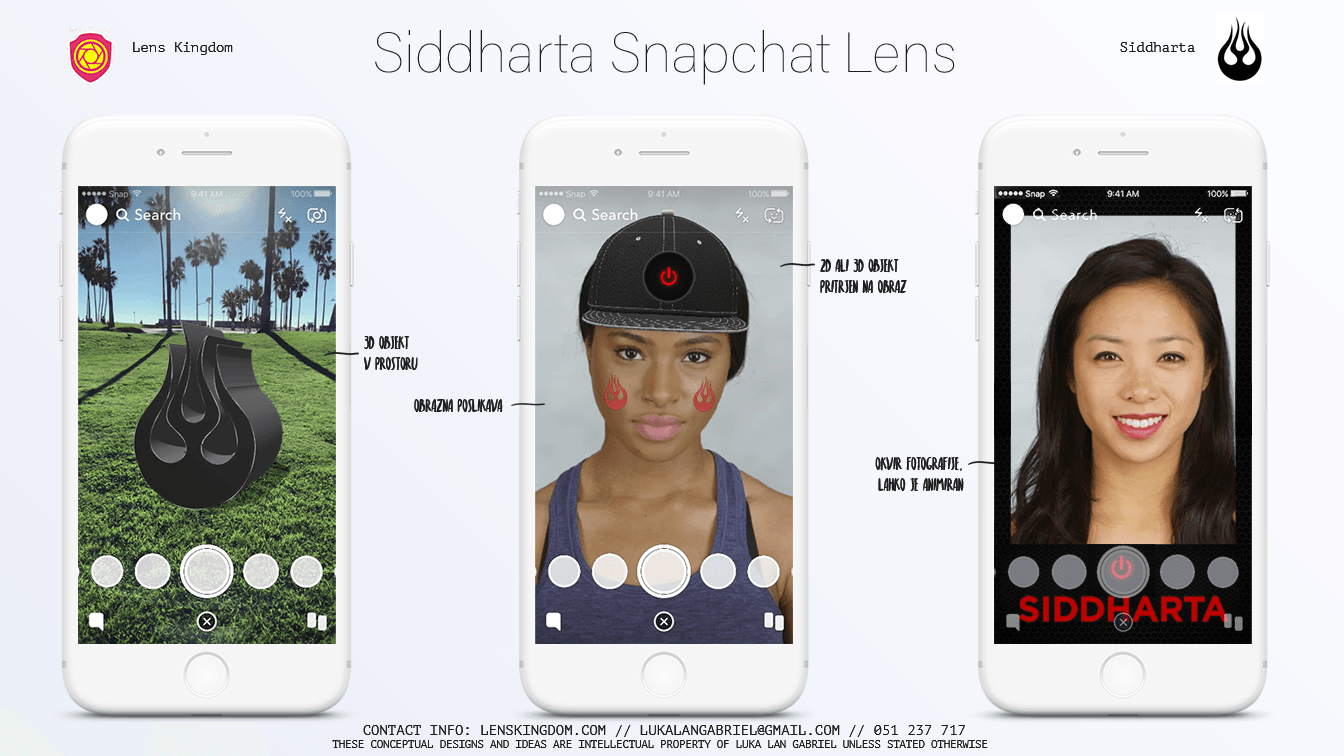 Lens Kingdom
Siddharta Snapchat Lens
Siddharta
Snap 9:41 AM 100%
Search
3D OBJEKT
V PROSTORU
Snap 9:41 AM 100%
Search
2D ALI 3D OBJEKT
PRITRJEN NA OBRAZ
OBRAZNA POSLIKAVA
Snap 9:41 AM 100%
Search
OKVIR FOTOGRAFIJE,
LAHKO JE ANIMIRAN
SIDDHARTA
CONTACT INFO: LENSKINGDOM.COM // LUKALANGABRIEL@GMAIL.COM // 051 237 717
THESE CONCEPTUAL DESIGNS AND IDEAS ARE INTELLECTUAL PROPERTY OF LUKA LAN GABRIEL UNLESS STATED OTHERWISE